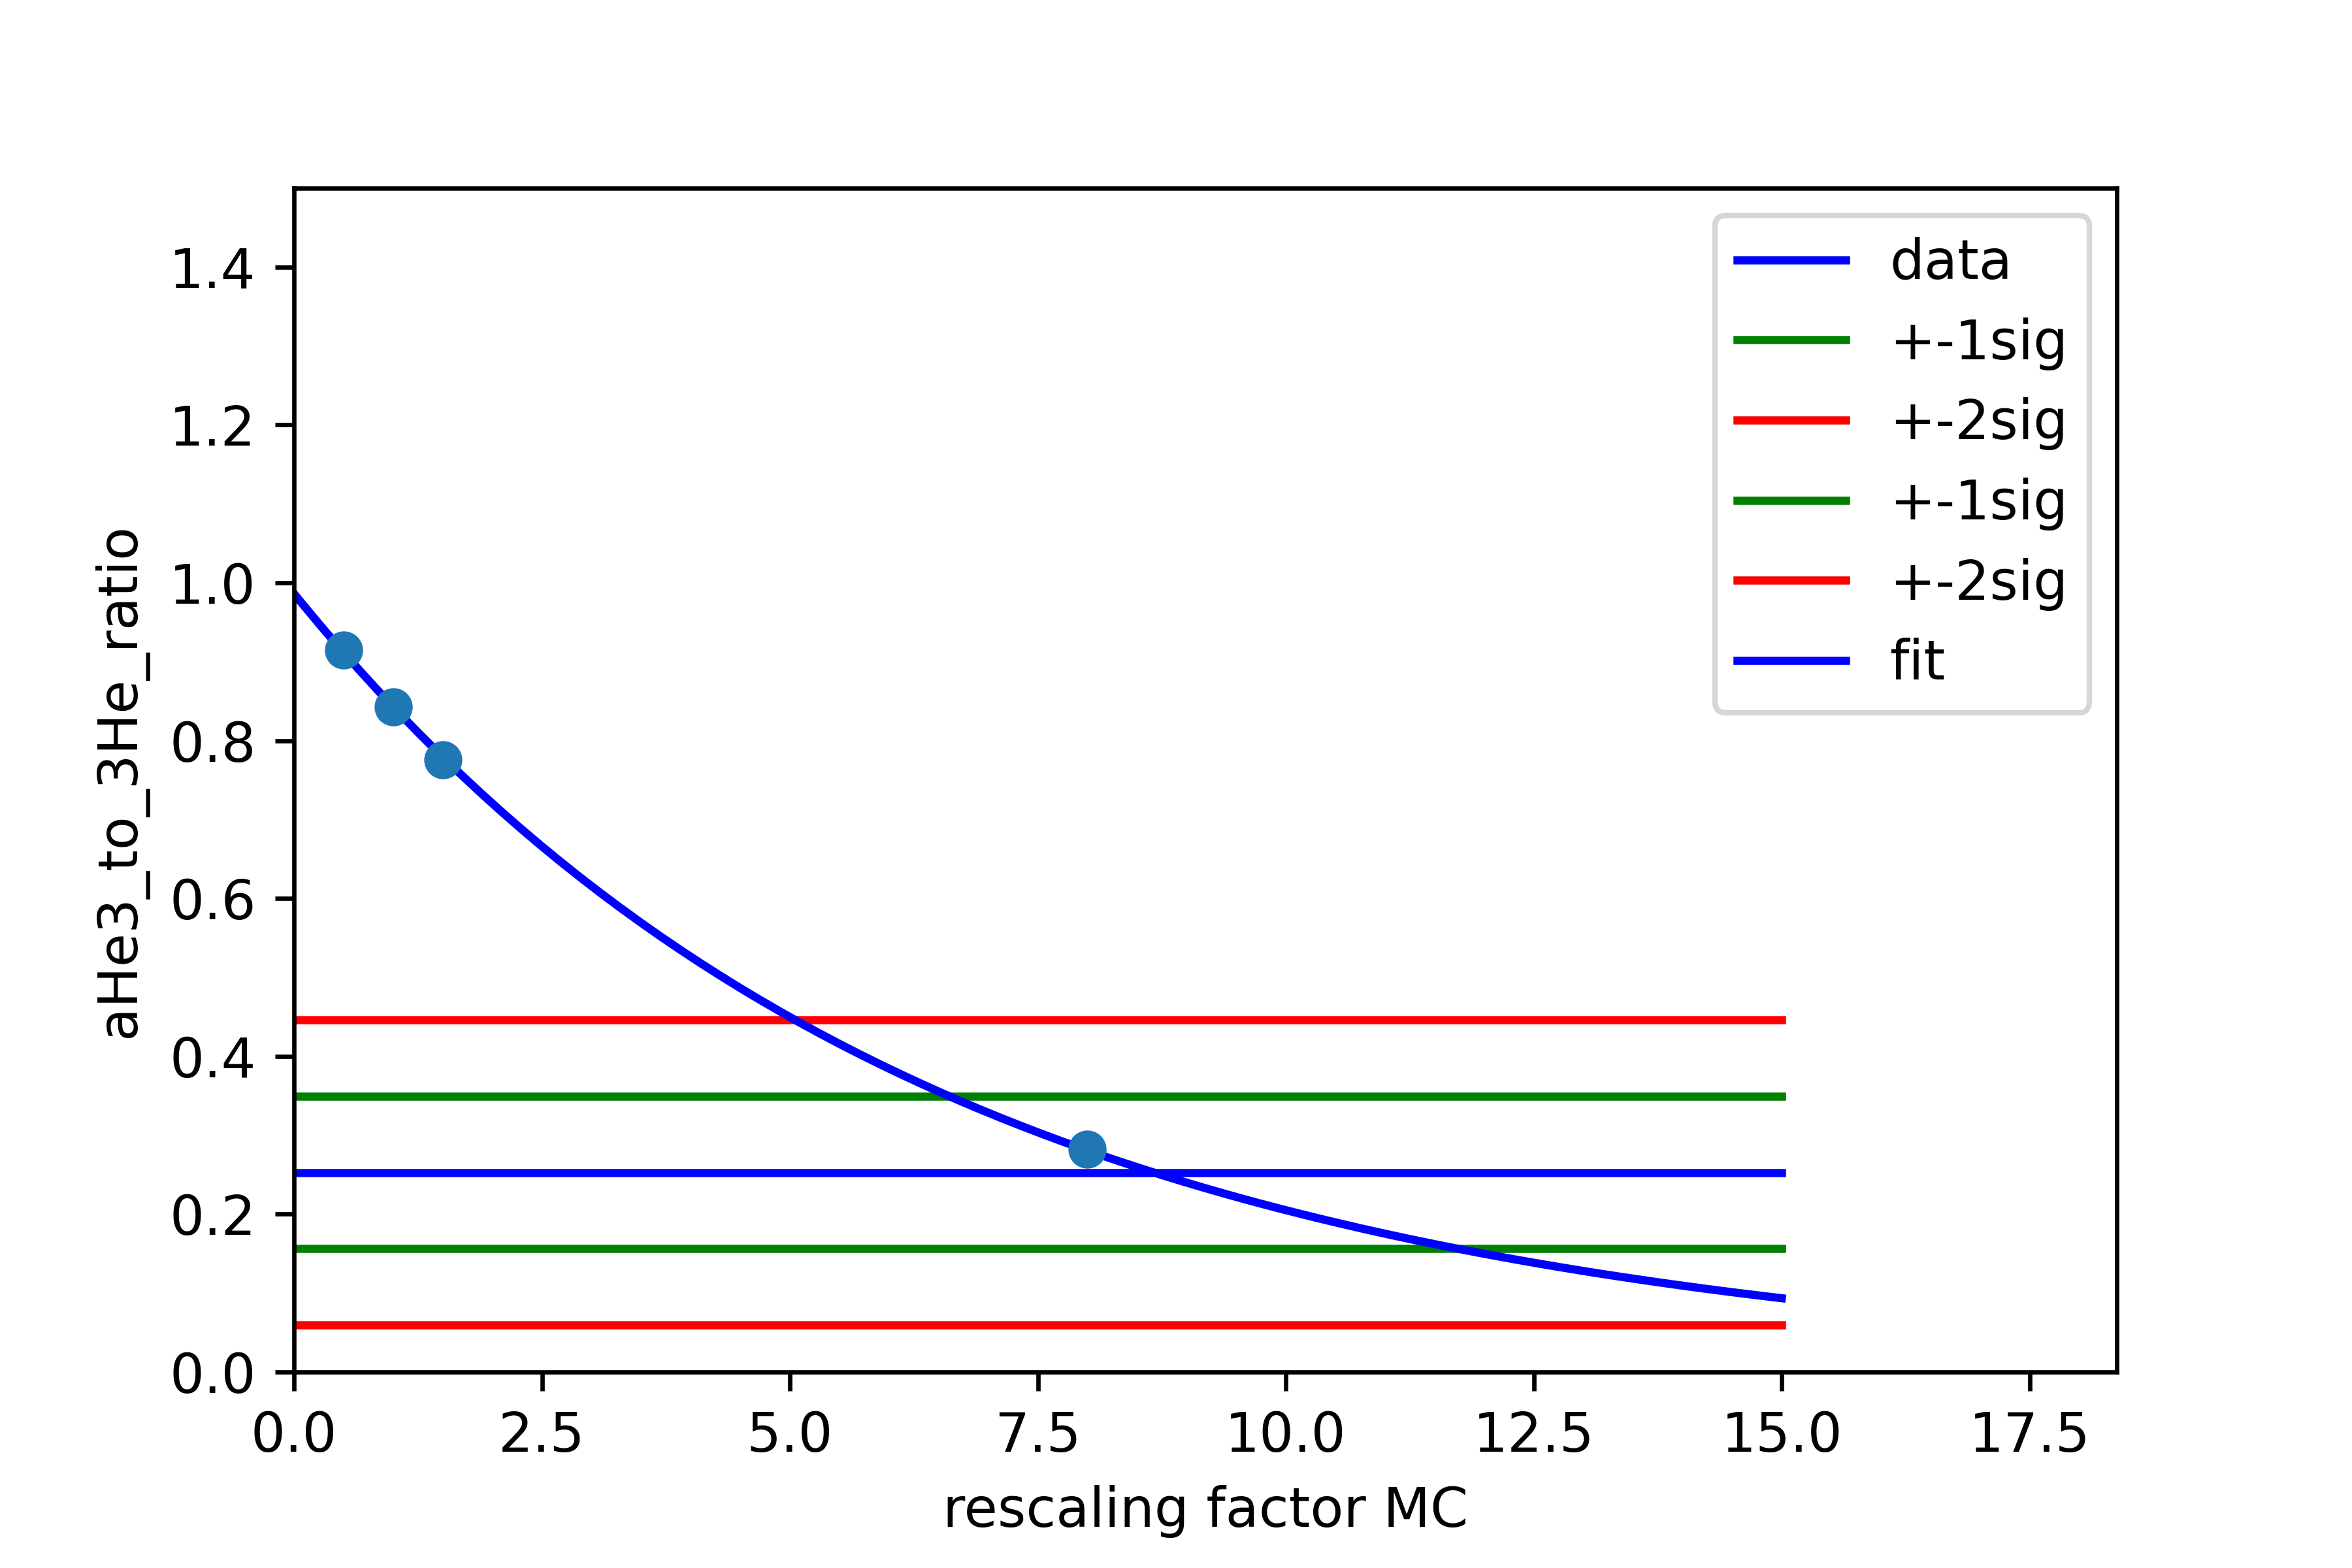 1.4
1.2
1.0
0.8
0.6
0.4
0.2
0.0
aHe3_to_3He_ratio
data
+-1sig
+-2sig
+-1sig
+-2sig
fit
0.0 2.5 5.0 7.5 10.0 12.5 15.0 17.5
rescaling factor MC